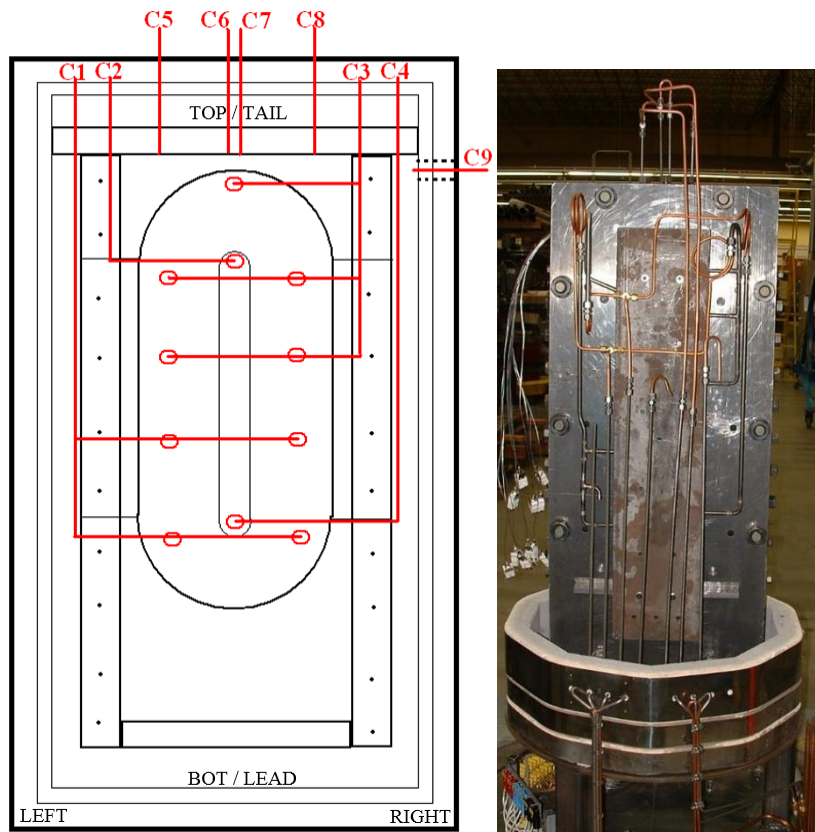 C5 C6 C7 C8
C1 C2 C3 C4
TOP / TAIL
C9
BOT / LEAD
LEFT RIGHT